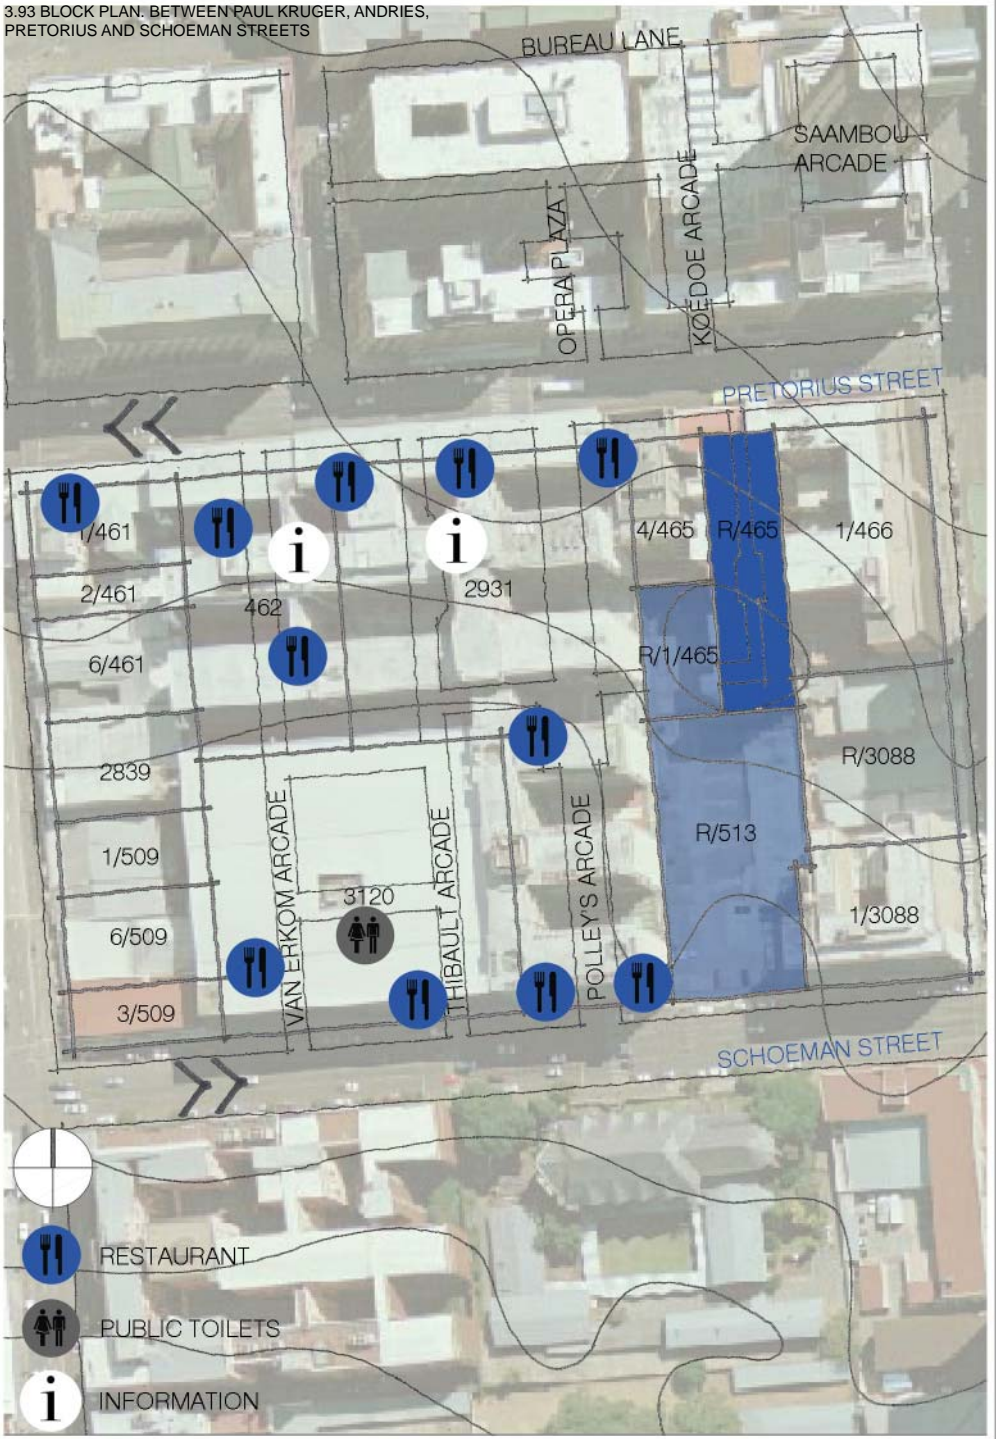 3.93 BLOCK PLAN. BETWEEN PAUL KRUGER, ANDRIES,
PRETORIUS AND SCHOEMAN STREETS
BUREAU LANE
SAAMBOU
ARCADE
OPERA PLAZA
KOEDOE ARCADE
PRETORIUS STREET
1/461
4/465
R/465
1/466
2/461
462
i
i
2931
6/461
R/1/465
2839
R/3088
1/509
R/513
VAN ERKOM ARCADE
THIBAULT ARCADE
POLLEY'S ARCADE
3120
6/509
1/3088
3/509
SCHOEMAN STREET
RESTAURANT
PUBLIC TOILETS
i
INFORMATION